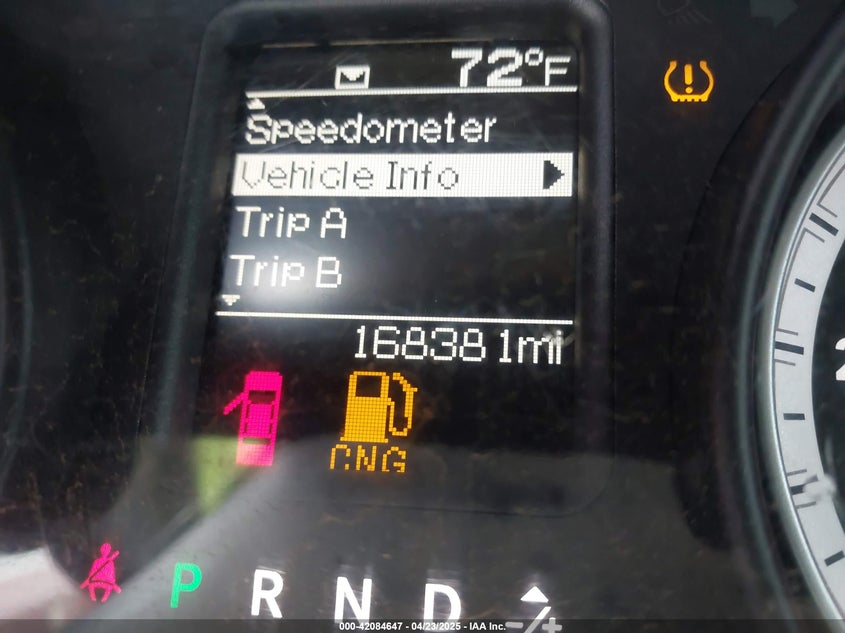 72°F
Speedometer
Vehicle Info
Trip A
Trip B
168381mi
CNG
P R N D -/+
000-42084647 - 04/23/2025 - IAA Inc.